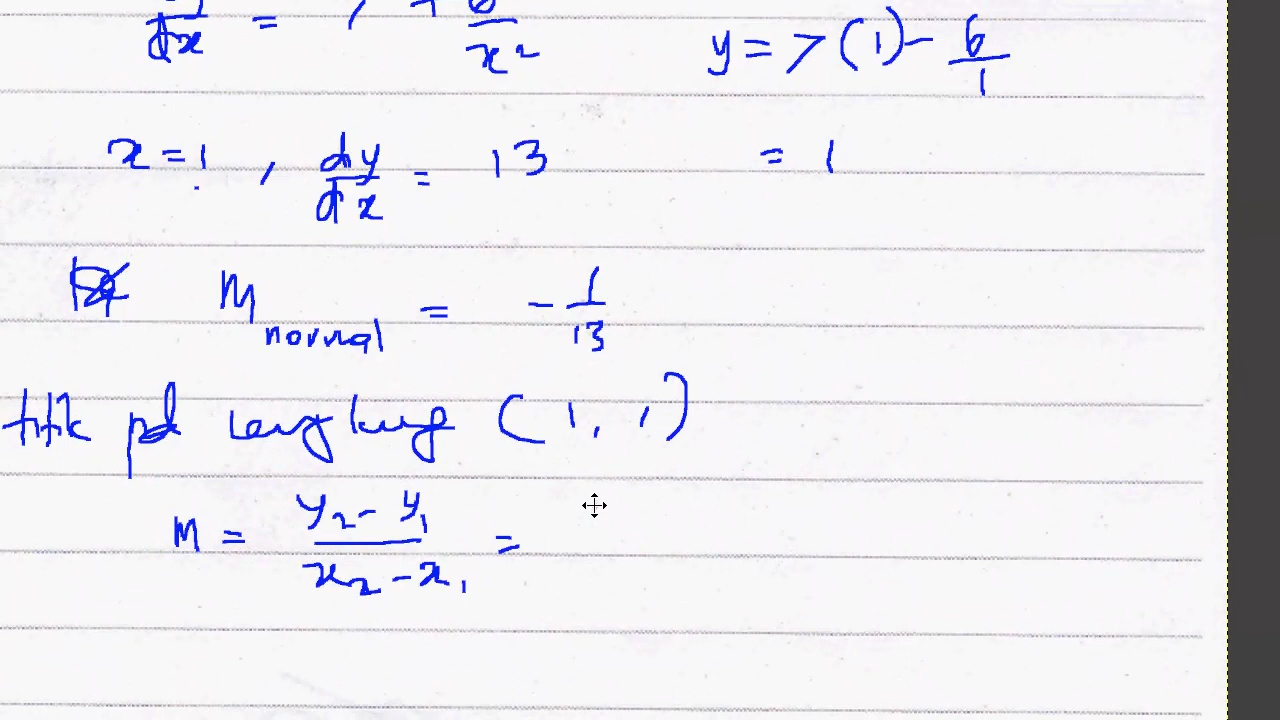 dy/dx = 7 + 6/x²
y = 7(1) - 6/1
x = 1, dy/dx = 13
= 1
M normal = - 1/13
titik pd lengkung (1, 1)
M = y₂ - y₁ / x₂ - x₁ =